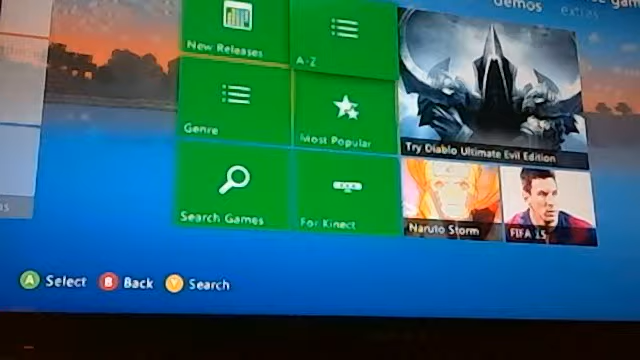 demos
extras
New Releases
A-Z
Genre
Most Popular
Try Diablo Ultimate Evil Edition
Search Games
For Kinect
Naruto Storm
FIFA 15
A Select B Back Y Search